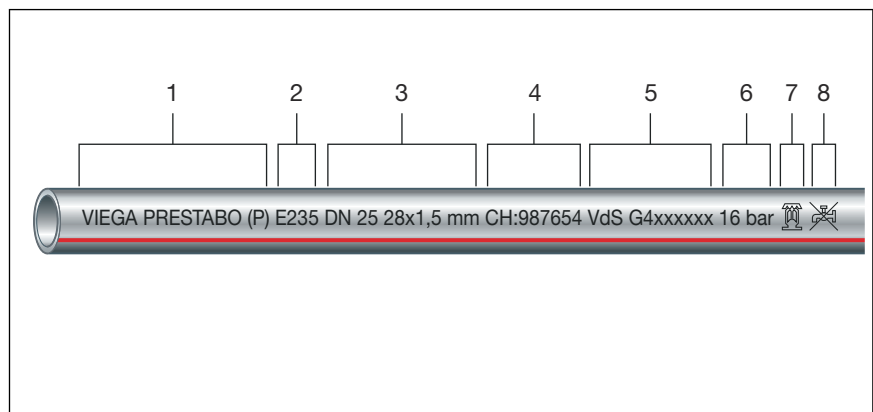 1 2 3 4 5 6 7 8
VIEGA PRESTABO (P) E235 DN 25 28x1,5 mm CH:987654 VdS G4xxxxxx 16 bar